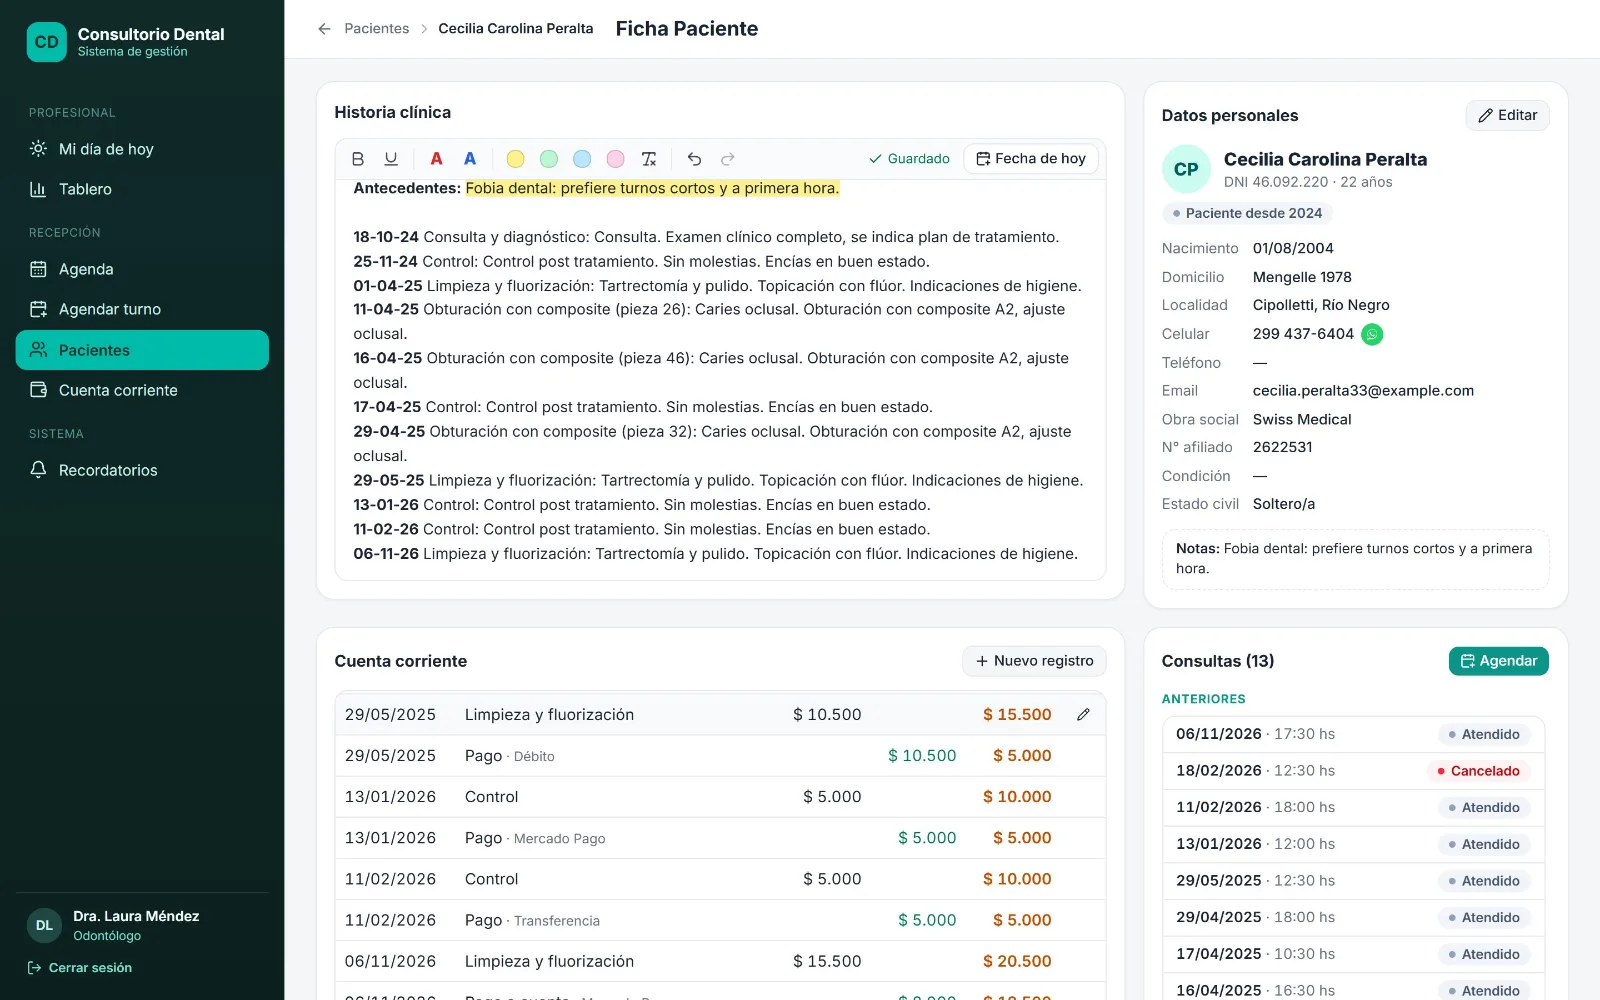 CD
Consultorio Dental
Sistema de gestión
PROFESIONAL
Mi día de hoy
Tablero
RECEPCIÓN
Agenda
Agendar turno
Pacientes
Cuenta corriente
SISTEMA
Recordatorios
DL
Dra. Laura Méndez
Odontólogo
Cerrar sesión
Pacientes
Cecilia Carolina Peralta
Ficha Paciente
Historia clínica
B U A A
Guardado
Fecha de hoy
Antecedentes: Fobia dental: prefiere turnos cortos y a primera hora.
18-10-24 Consulta y diagnóstico: Consulta. Examen clínico completo, se indica plan de tratamiento.
25-11-24 Control: Control post tratamiento. Sin molestias. Encías en buen estado.
01-04-25 Limpieza y fluorización: Tartrectomía y pulido. Topicación con flúor. Indicaciones de higiene.
11-04-25 Obturación con composite (pieza 26): Caries oclusal. Obturación con composite A2, ajuste
oclusal.
16-04-25 Obturación con composite (pieza 46): Caries oclusal. Obturación con composite A2, ajuste
oclusal.
17-04-25 Control: Control post tratamiento. Sin molestias. Encías en buen estado.
29-04-25 Obturación con composite (pieza 32): Caries oclusal. Obturación con composite A2, ajuste
oclusal.
29-05-25 Limpieza y fluorización: Tartrectomía y pulido. Topicación con flúor. Indicaciones de higiene.
13-01-26 Control: Control post tratamiento. Sin molestias. Encías en buen estado.
11-02-26 Control: Control post tratamiento. Sin molestias. Encías en buen estado.
06-11-26 Limpieza y fluorización: Tartrectomía y pulido. Topicación con flúor. Indicaciones de higiene.
Datos personales
Editar
CP
Cecilia Carolina Peralta
DNI 46.092.220 · 22 años
Paciente desde 2024
Nacimiento 01/08/2004
Domicilio Mengelle 1978
Localidad Cipolletti, Río Negro
Celular 299 437-6404
Teléfono —
Email cecilia.peralta33@example.com
Obra social Swiss Medical
N° afiliado 2622531
Condición —
Estado civil Soltero/a
Notas: Fobia dental: prefiere turnos cortos y a primera
hora.
Cuenta corriente
+ Nuevo registro
29/05/2025 Limpieza y fluorización $ 10.500 $ 15.500
29/05/2025 Pago · Débito $ 10.500 $ 5.000
13/01/2026 Control $ 5.000 $ 10.000
13/01/2026 Pago · Mercado Pago $ 5.000 $ 5.000
11/02/2026 Control $ 5.000 $ 10.000
11/02/2026 Pago · Transferencia $ 5.000 $ 5.000
06/11/2026 Limpieza y fluorización $ 15.500 $ 20.500
Consultas (13)
Agendar
ANTERIORES
06/11/2026 · 17:30 hs Atendido
18/02/2026 · 12:30 hs Cancelado
11/02/2026 · 18:00 hs Atendido
13/01/2026 · 12:00 hs Atendido
29/05/2025 · 12:30 hs Atendido
29/04/2025 · 18:00 hs Atendido
17/04/2025 · 10:30 hs Atendido
16/04/2025 · 16:30 hs Atendido